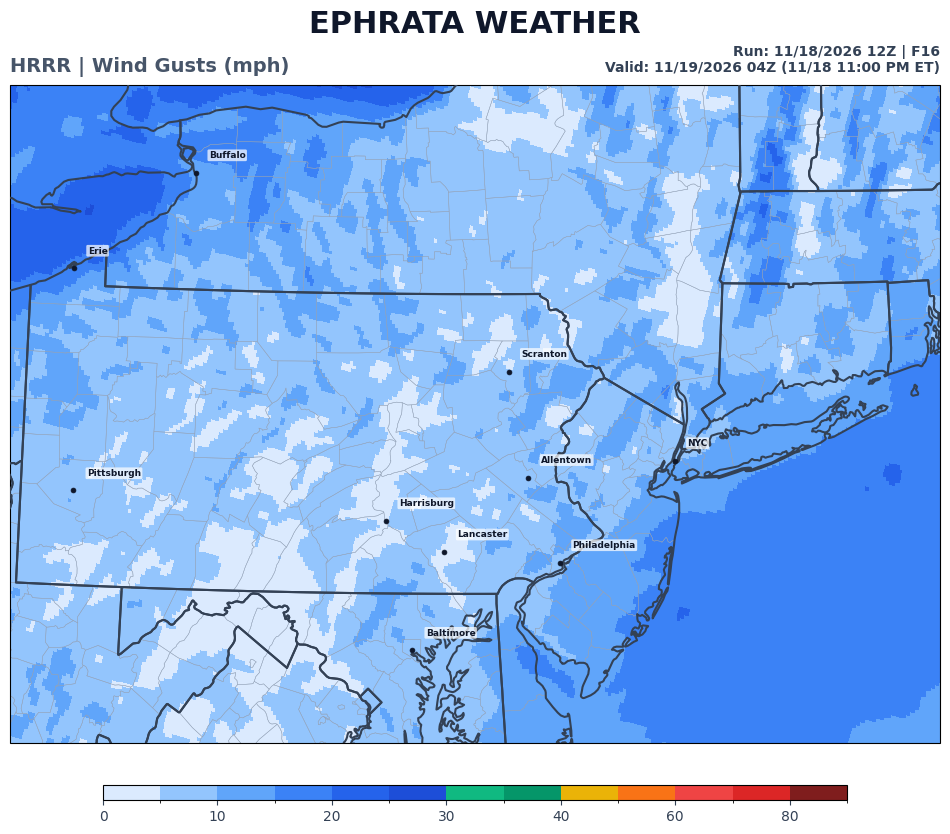 EPHRATA WEATHER
HRRR | Wind Gusts (mph)
Run: 11/18/2026 12Z | F16
Valid: 11/19/2026 04Z (11/18 11:00 PM ET)
Buffalo
Erie
Scranton
NYC
Allentown
Pittsburgh
Harrisburg
Lancaster
Philadelphia
Baltimore
0 10 20 30 40 50 60 70 80